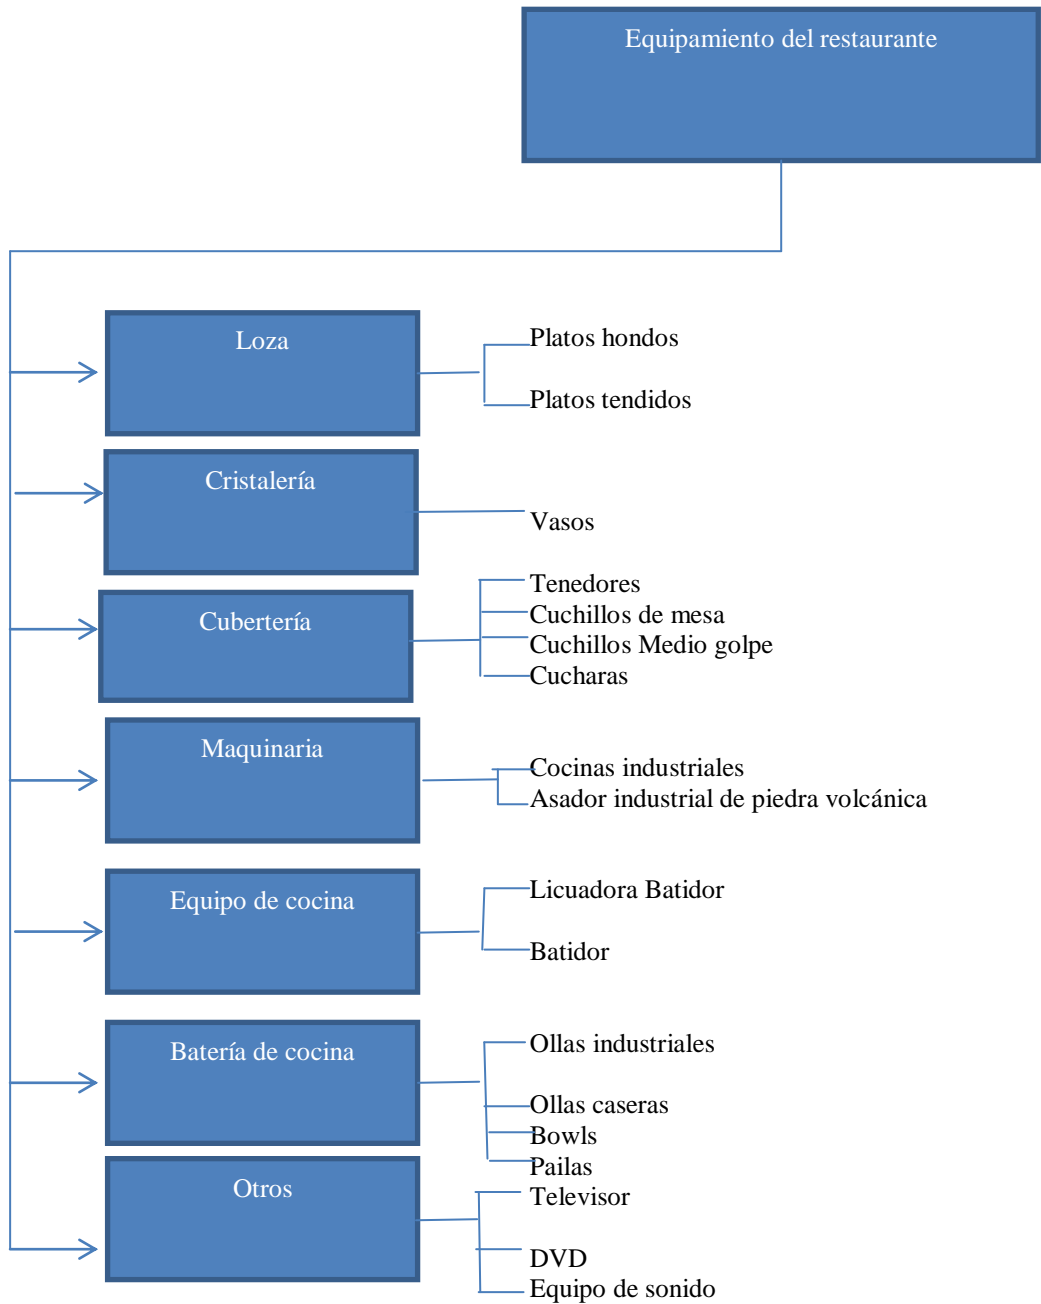 Equipamiento del restaurante
Loza
Platos hondos
Platos tendidos
Cristalería
Vasos
Cubertería
Tenedores
Cuchillos de mesa
Cuchillos Medio golpe
Cucharas
Maquinaria
Cocinas industriales
Asador industrial de piedra volcánica
Equipo de cocina
Licuadora Batidor
Batidor
Batería de cocina
Ollas industriales
Ollas caseras
Bowls
Pailas
Otros
Televisor
DVD
Equipo de sonido